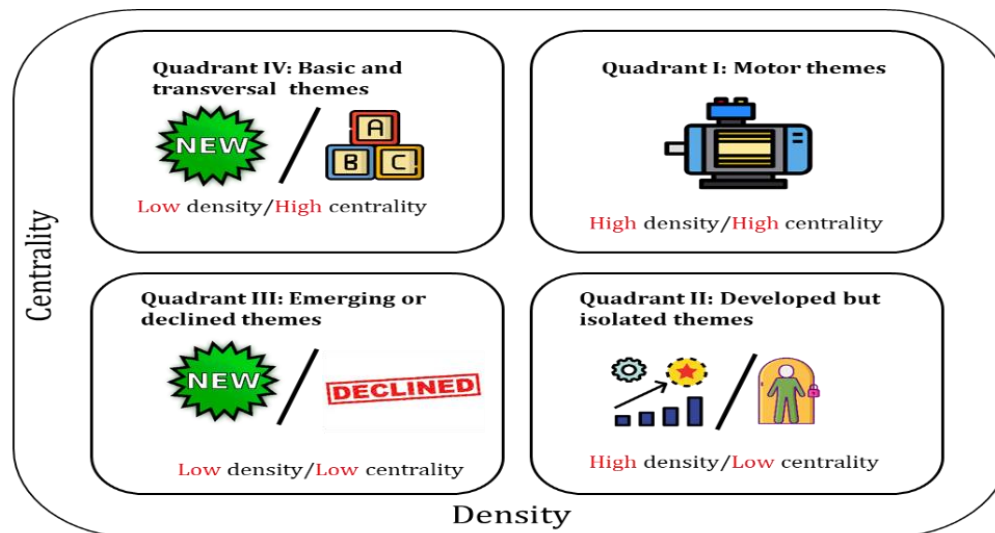 Quadrant IV: Basic and
transversal themes
NEW
A
B C
Low density/High centrality
Quadrant I: Motor themes
High density/High centrality
Centrality
Quadrant III: Emerging or
declined themes
NEW
DECLINED
Low density/Low centrality
Quadrant II: Developed but
isolated themes
High density/Low centrality
Density